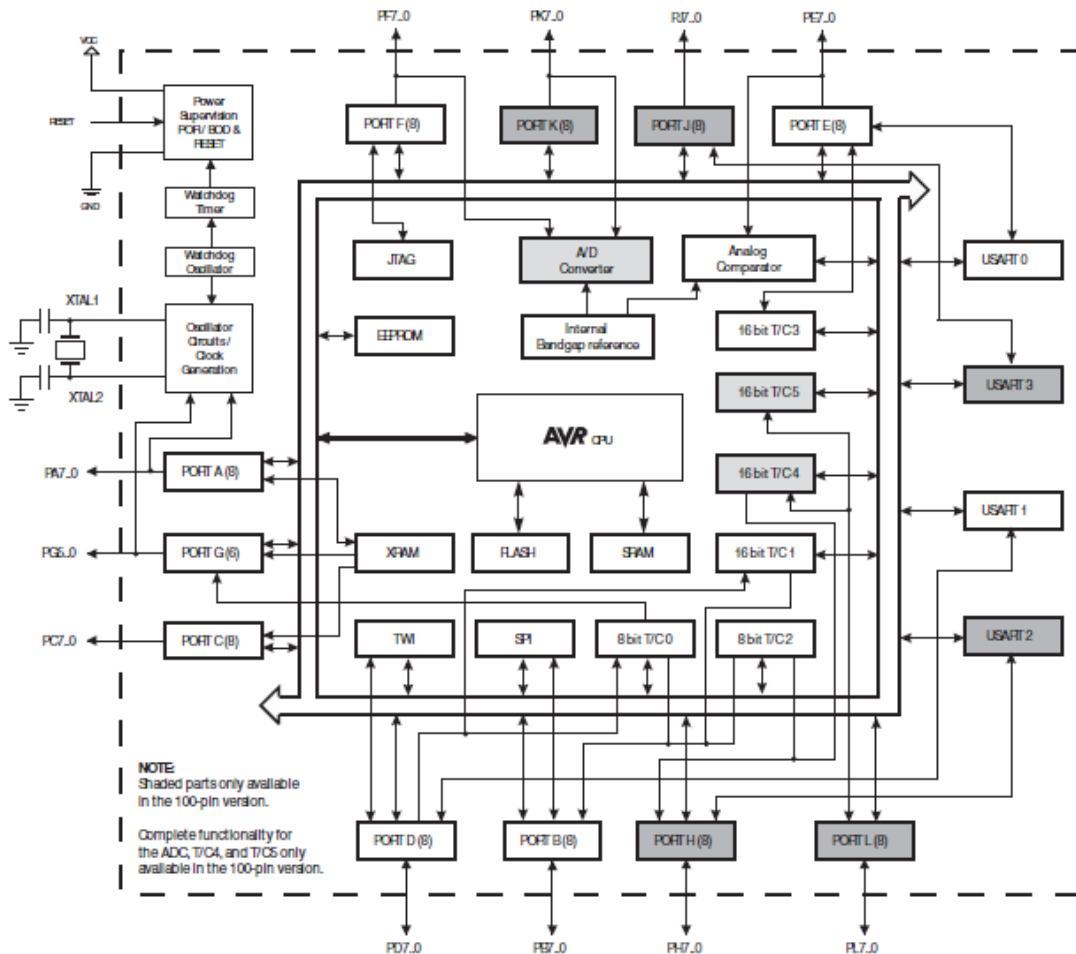 PF7..0
PK7..0
PJ7..0
PE7..0
VCC
RESET
GND
Power
Supervision
POR / BOD &
RESET
PORT F (8)
PORT K (8)
PORT J (8)
PORT E (8)
Watchdog
Timer
Watchdog
Oscillator
JTAG
A/D
Converter
Analog
Comparator
USART 0
XTAL1
XTAL2
Oscillator
Circuits /
Clock
Generation
EEPROM
Internal
Bandgap reference
16 bit T/C3
USART 3
16 bit T/C5
AVR CPU
PA7..0
PORT A (8)
16 bit T/C4
USART 1
PG5..0
PORT G (6)
XRAM
FLASH
SRAM
16 bit T/C1
PC7..0
PORT C (8)
TWI
SPI
8 bit T/C0
8 bit T/C2
USART 2
NOTE:
Shaded parts only available
in the 100-pin version.
Complete functionality for
the ADC, T/C4, and T/C5 only
available in the 100-pin version.
PORT D (8)
PORT B (8)
PORT H (8)
PORT L (8)
PD7..0
PB7..0
PH7..0
PL7..0